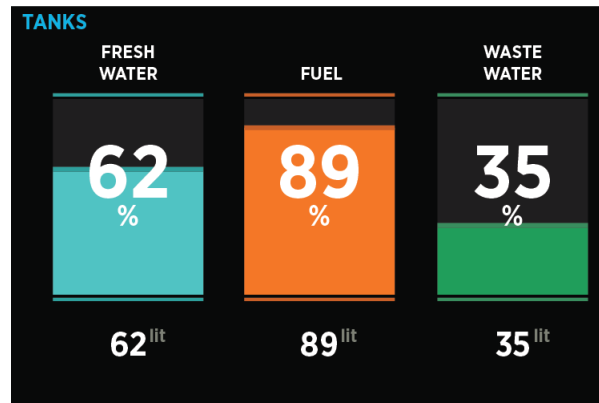 TANKS
FRESH
WATER
FUEL
WASTE
WATER
62
%
89
%
35
%
62 lit
89 lit
35 lit